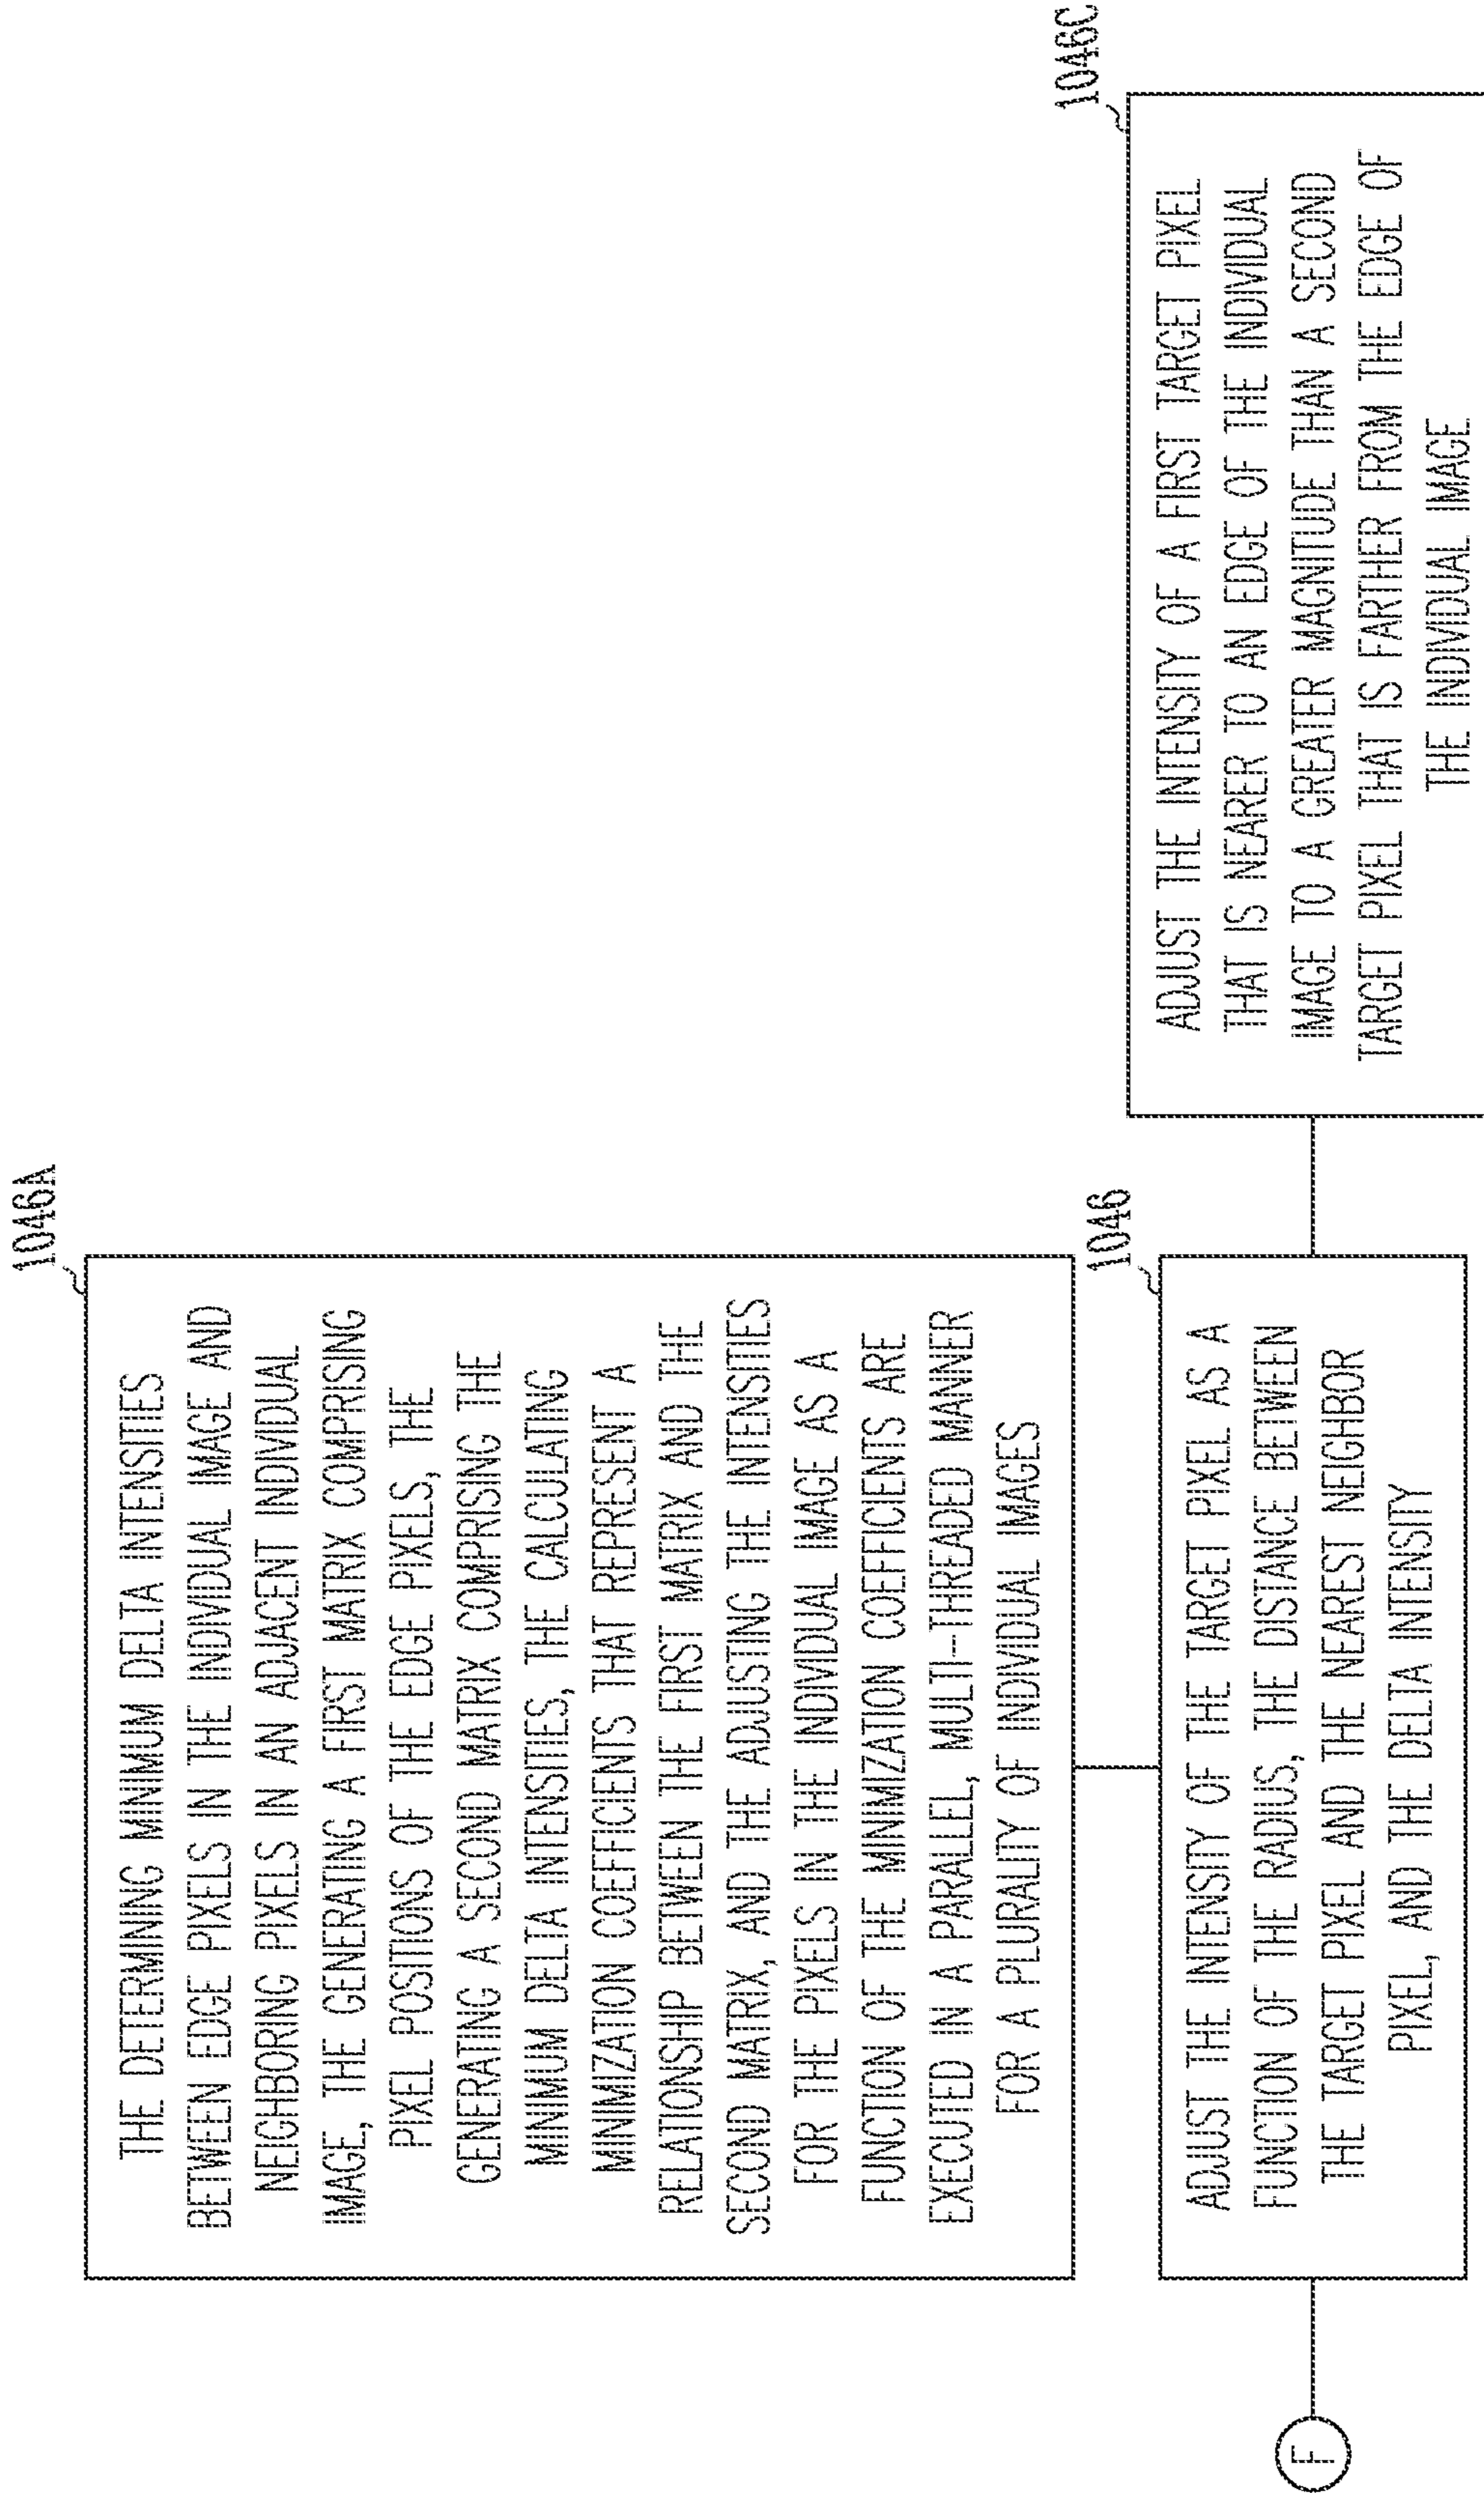 1046A
THE DETERMINING MINIMUM DELTA INTENSITIES
BETWEEN EDGE PIXELS IN THE INDIVIDUAL IMAGE AND
NEIGHBORING PIXELS IN AN ADJACENT INDIVIDUAL
IMAGE, THE GENERATING A FIRST MATRIX COMPRISING
PIXEL POSITIONS OF THE EDGE PIXELS, THE
GENERATING A SECOND MATRIX COMPRISING THE
MINIMUM DELTA INTENSITIES, THE CALCULATING
MINIMIZATION COEFFICIENTS THAT REPRESENT A
RELATIONSHIP BETWEEN THE FIRST MATRIX AND THE
SECOND MATRIX, AND THE ADJUSTING THE INTENSITIES
FOR THE PIXELS IN THE INDIVIDUAL IMAGE AS A
FUNCTION OF THE MINIMIZATION COEFFICIENTS ARE
EXECUTED IN A PARALLEL, MULTI-THREADED MANNER
FOR A PLURALITY OF INDIVIDUAL IMAGES
F
1046
ADJUST THE INTENSITY OF THE TARGET PIXEL AS A
FUNCTION OF THE RADIUS, THE DISTANCE BETWEEN
THE TARGET PIXEL AND THE NEAREST NEIGHBOR
PIXEL, AND THE DELTA INTENSITY
1046C
ADJUST THE INTENSITY OF A FIRST TARGET PIXEL
THAT IS NEARER TO AN EDGE OF THE INDIVIDUAL
IMAGE TO A GREATER MAGNITUDE THAN A SECOND
TARGET PIXEL THAT IS FARTHER FROM THE EDGE OF
THE INDIVIDUAL IMAGE